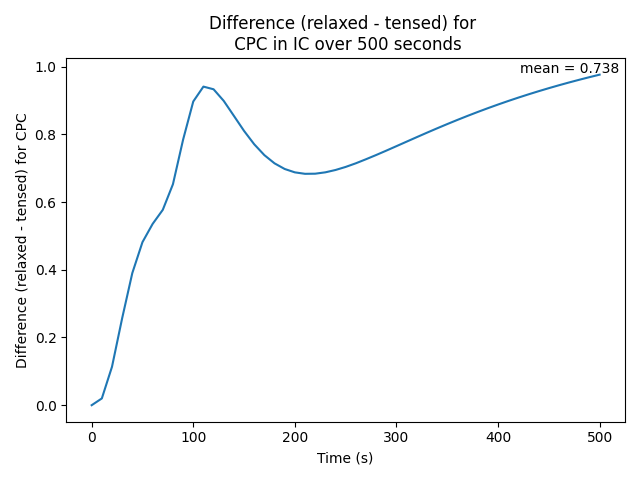 Difference (relaxed - tensed) for
CPC in IC over 500 seconds
mean = 0.738
Difference (relaxed - tensed) for CPC
1.0
0.8
0.6
0.4
0.2
0.0
0
100
200
300
400
500
Time (s)